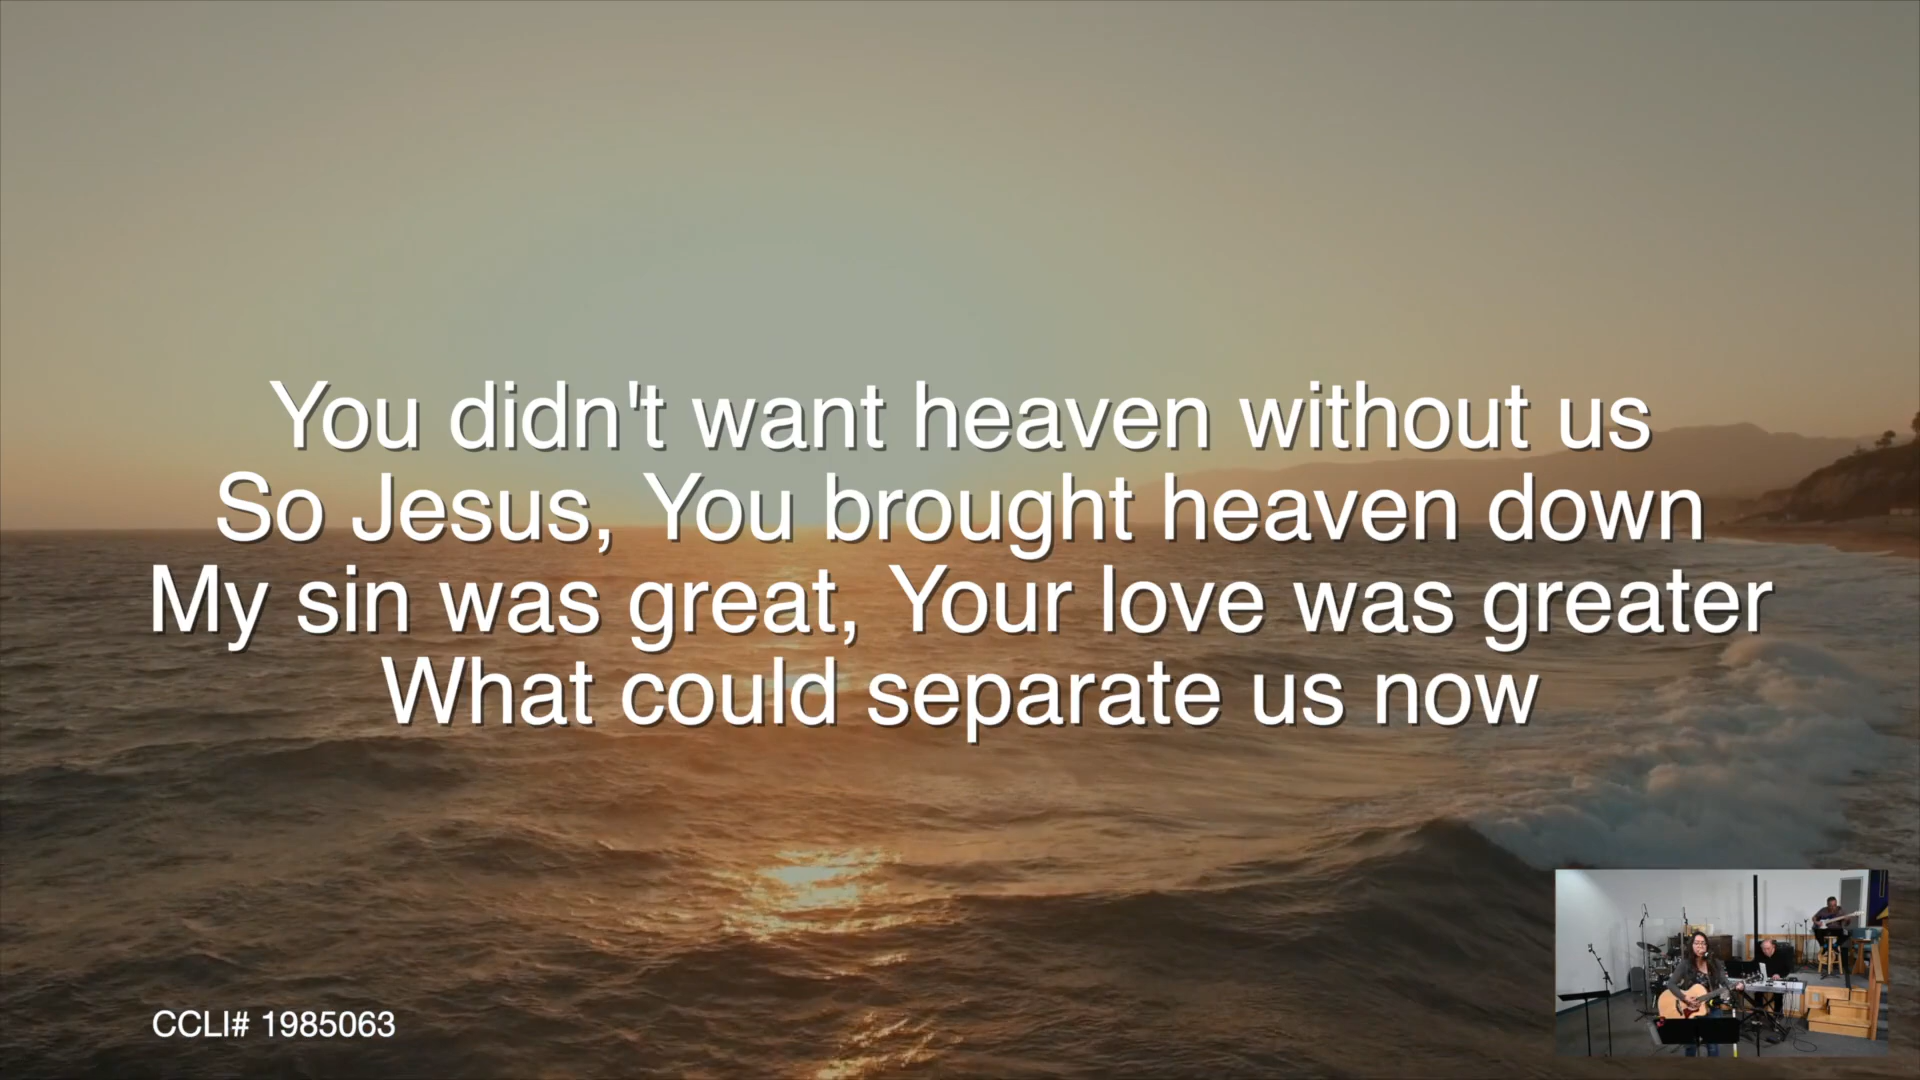 You didn't want heaven without us
So Jesus, You brought heaven down
My sin was great, Your love was greater
What could separate us now
CCLI# 1985063